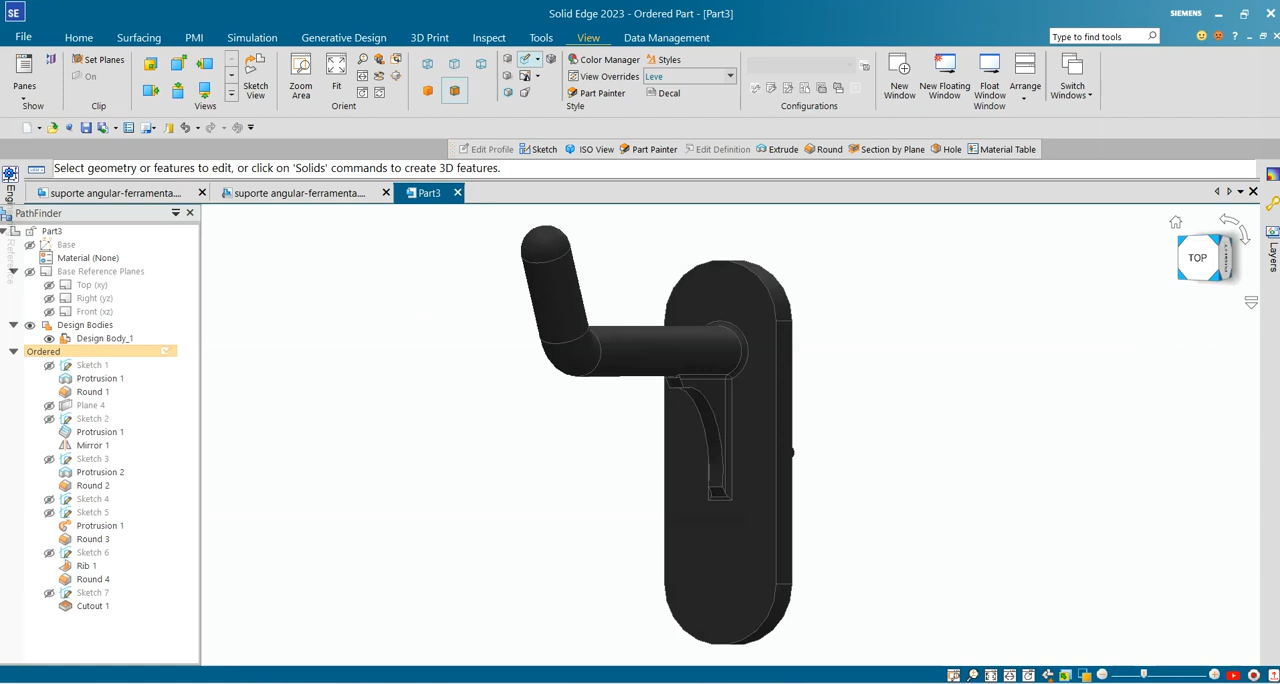 SE
Solid Edge 2023 - Ordered Part - [Part3]
SIEMENS
File Home Surfacing PMI Simulation Generative Design 3D Print Inspect Tools View Data Management
Type to find tools
Panes
Show
Set Planes
On
Clip
Views
Sketch
View
Zoom
Area
Fit
Orient
Color Manager Styles
View Overrides Leve
Part Painter Decal
Style
Configurations
New
Window
New Floating
Window
Float
Window
Arrange
Window
Switch
Windows
Edit Profile Sketch ISO View Part Painter Edit Definition Extrude Round Section by Plane Hole Material Table
Select geometry or features to edit, or click on 'Solids' commands to create 3D features.
suporte angular-ferramenta... suporte angular-ferramenta... Part3
PathFinder
Part3
Base
Material (None)
Base Reference Planes
Top (xy)
Right (yz)
Front (xz)
Design Bodies
Design Body_1
Ordered
Sketch 1
Protrusion 1
Round 1
Plane 4
Sketch 2
Protrusion 1
Mirror 1
Sketch 3
Protrusion 2
Round 2
Sketch 4
Sketch 5
Protrusion 1
Round 3
Sketch 6
Rib 1
Round 4
Sketch 7
Cutout 1
TOP
Layers